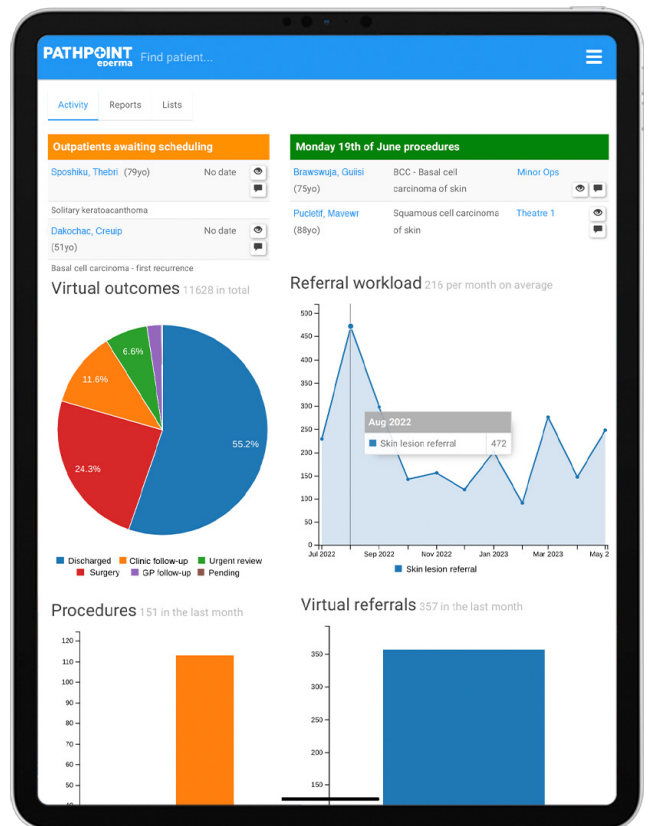 PATHPOINT
eDerma
Find patient...
Activity
Reports
Lists
Outpatients awaiting scheduling
Sposhiku, Thebri (79yo)
No date
Solitary keratoacanthoma
Dakochac, Creuip
No date
(51yo)
Basal cell carcinoma - first recurrence
Monday 19th of June procedures
Brawswuja, Guiisi
BCC - Basal cell
Minor Ops
(75yo)
carcinoma of skin
Pucletif, Mavewr
Squamous cell carcinoma
Theatre 1
(88yo)
of skin
Virtual outcomes 11628 in total
6.6%
11.6%
55.2%
24.3%
Discharged
Clinic follow-up
Urgent review
Surgery
GP follow-up
Pending
Referral workload 216 per month on average
500
450
400
350
300
250
200
150
100
50
0
Aug 2022
Skin lesion referral
472
Jul 2022
Sep 2022
Nov 2022
Jan 2023
Mar 2023
May 2
Skin lesion referral
Procedures 151 in the last month
120
110
100
90
80
70
60
50
40
Virtual referrals 357 in the last month
350
300
250
200
150